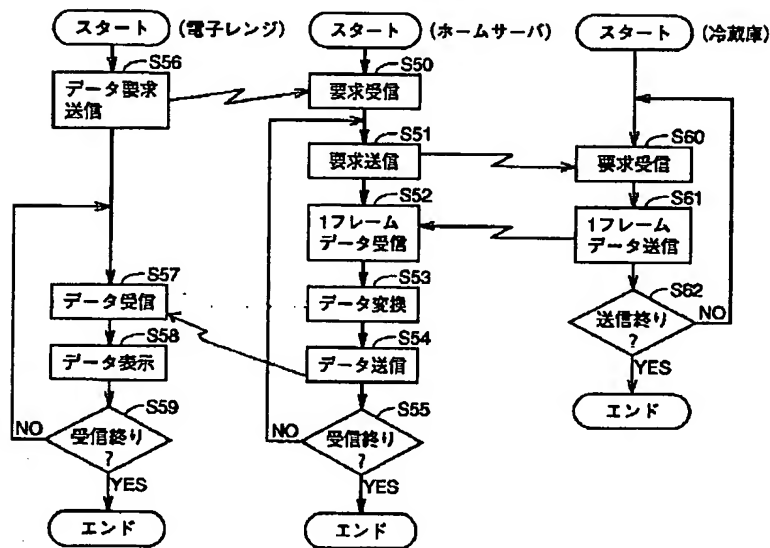 スタート
(電子レンジ)
S56
データ要求
送信
S57
データ受信
S58
データ表示
S59
受信終り
?
NO
YES
エンド
スタート
(ホームサーバ)
S50
要求受信
S51
要求送信
S52
1フレーム
データ受信
S53
データ変換
S54
データ送信
S55
受信終り
?
NO
YES
エンド
スタート
(冷蔵庫)
S60
要求受信
S61
1フレーム
データ送信
S62
送信終り
?
NO
YES
エンド